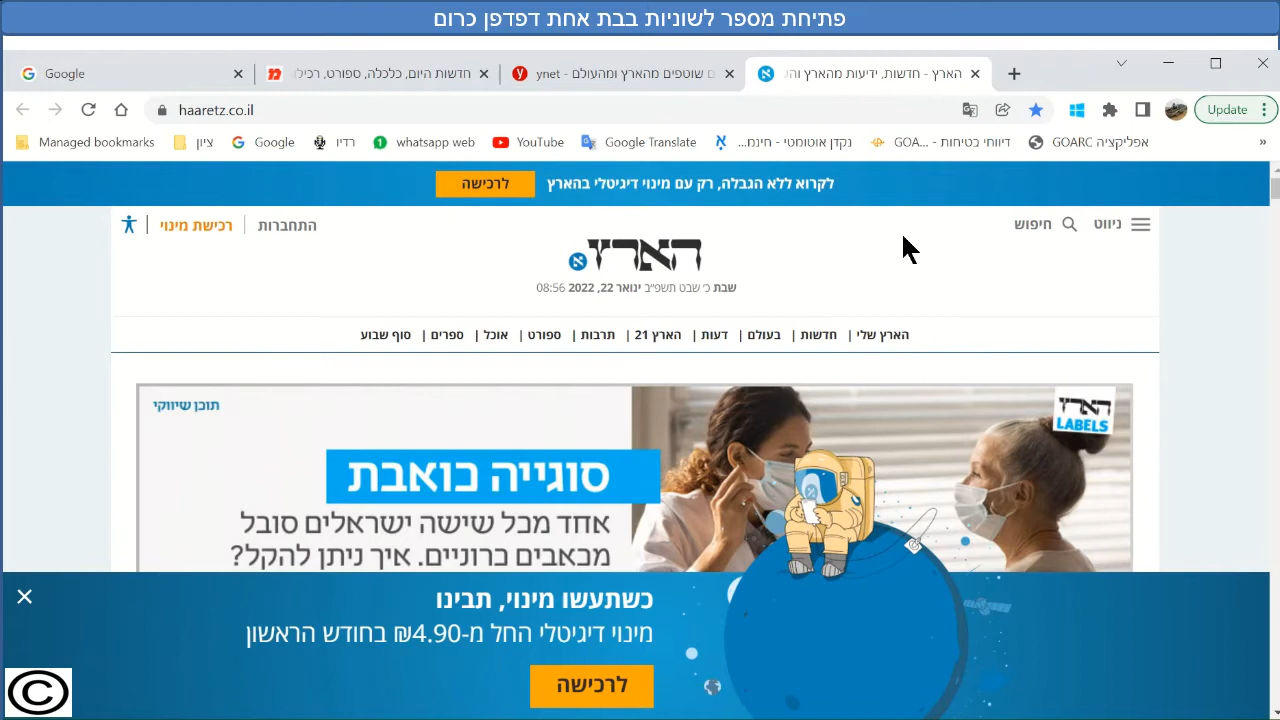 פתיחת מספר לשוניות בבת אחת דפדפן כרום
Google
חדשות היום, כלכלה, ספורט, רכילו
ynet - ם שוטפים מהארץ ומהעולם
הארץ - חדשות, ידיעות מהארץ והע
haaretz.co.il
Update
Managed bookmarks
ציון
Google
רדיו
whatsapp web
YouTube
Google Translate
נקדן אוטומטי - חינמ...
דיווחי בטיחות - GOA...
אפליקציה GOARC
»
לקרוא ללא הגבלה, רק עם מינוי דיגיטלי בהארץ
לרכישה
ניווט
חיפוש
התחברות
רכישת מינוי
הארץ
שבת כ׳ שבט תשפ״ב ינואר 22, 2022 08:56
הארץ שלי | חדשות | בעולם | דעות | הארץ 21 | תרבות | ספורט | אוכל | ספרים | סוף שבוע
תוכן שיווקי
הארץ
LABELS
סוגייה כואבת
אחד מכל שישה ישראלים סובל
מכאבים כרוניים. איך ניתן להקל?
כשתעשו מינוי, תבינו
מינוי דיגיטלי החל מ-4.90₪ בחודש הראשון
לרכישה
©